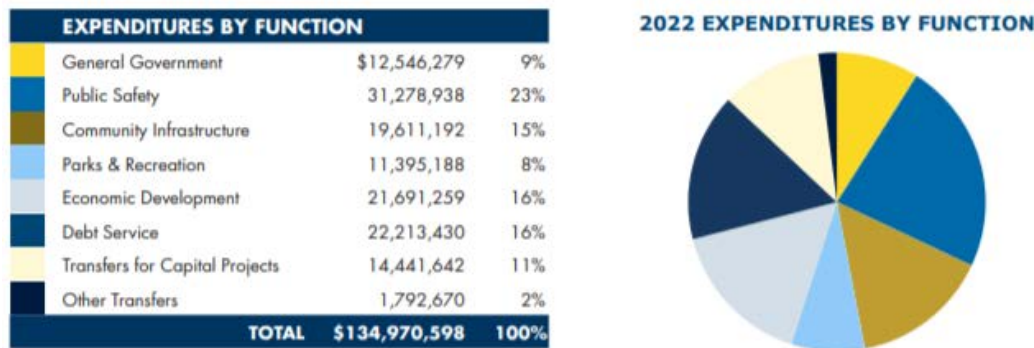 EXPENDITURES BY FUNCTION
General Government $12,546,279 9%
Public Safety 31,278,938 23%
Community Infrastructure 19,611,192 15%
Parks & Recreation 11,395,188 8%
Economic Development 21,691,259 16%
Debt Service 22,213,430 16%
Transfers for Capital Projects 14,441,642 11%
Other Transfers 1,792,670 2%
TOTAL $134,970,598 100%
2022 EXPENDITURES BY FUNCTION